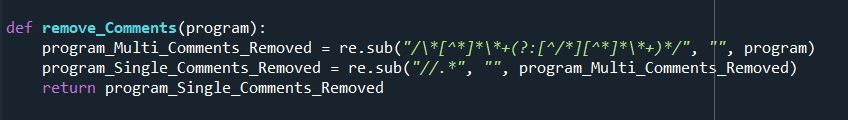 def remove_Comments(program):
    program_Multi_Comments_Removed = re.sub("/\*[^*]*\*+(?:[^/*][^*]*\*+)*/", "", program)
    program_Single_Comments_Removed = re.sub("//.*", "", program_Multi_Comments_Removed)
    return program_Single_Comments_Removed